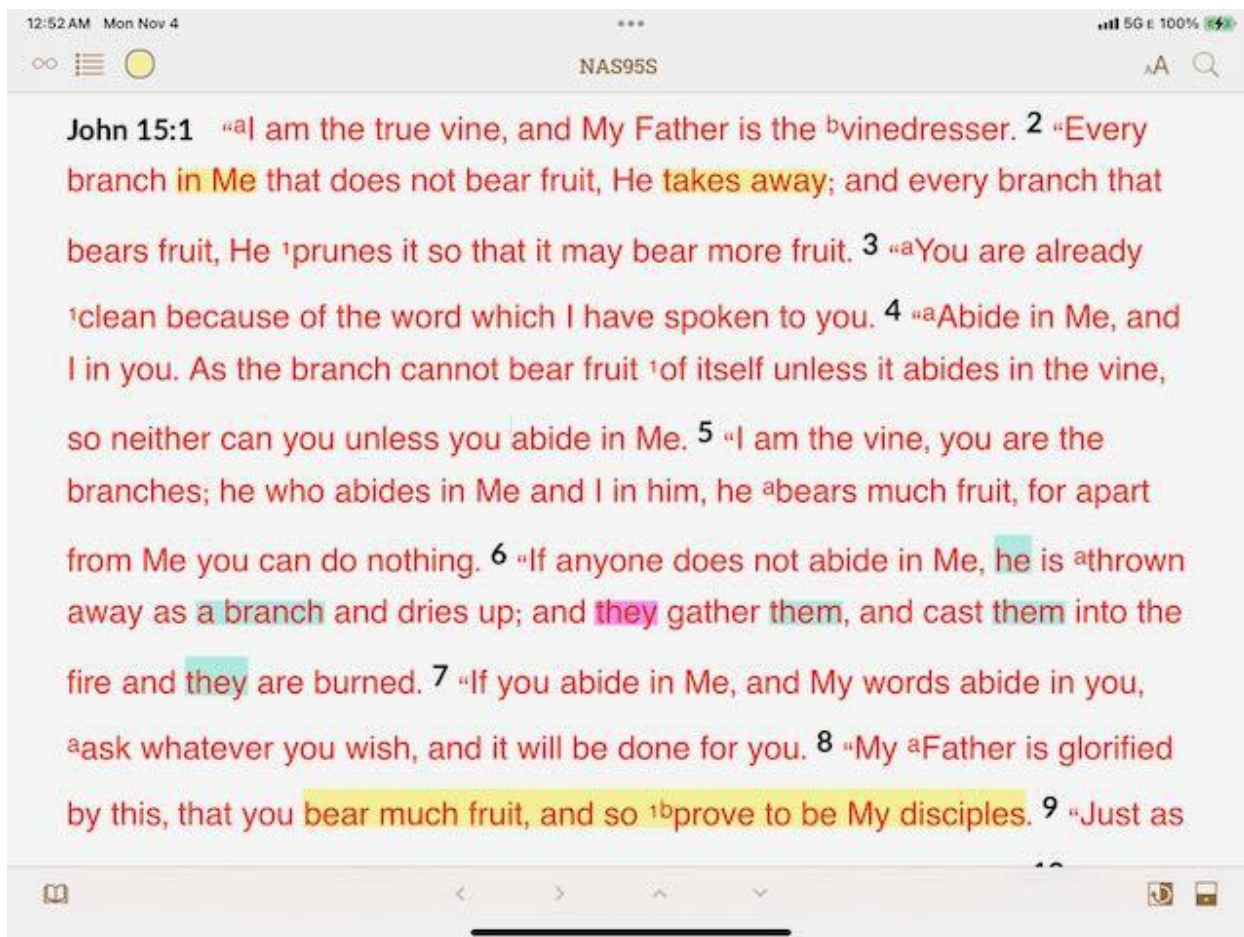 12:52 AM Mon Nov 4 ••• 5G E 100%
NAS95S AA
John 15:1 “aI am the true vine, and My Father is the bvinedresser. 2 “Every
branch in Me that does not bear fruit, He takes away; and every branch that
bears fruit, He 1prunes it so that it may bear more fruit. 3 “aYou are already
1clean because of the word which I have spoken to you. 4 “aAbide in Me, and
I in you. As the branch cannot bear fruit 1of itself unless it abides in the vine,
so neither can you unless you abide in Me. 5 “I am the vine, you are the
branches; he who abides in Me and I in him, he abears much fruit, for apart
from Me you can do nothing. 6 “If anyone does not abide in Me, he is athrown
away as a branch and dries up; and they gather them, and cast them into the
fire and they are burned. 7 “If you abide in Me, and My words abide in you,
aask whatever you wish, and it will be done for you. 8 “My aFather is glorified
by this, that you bear much fruit, and so 1bprove to be My disciples. 9 “Just as